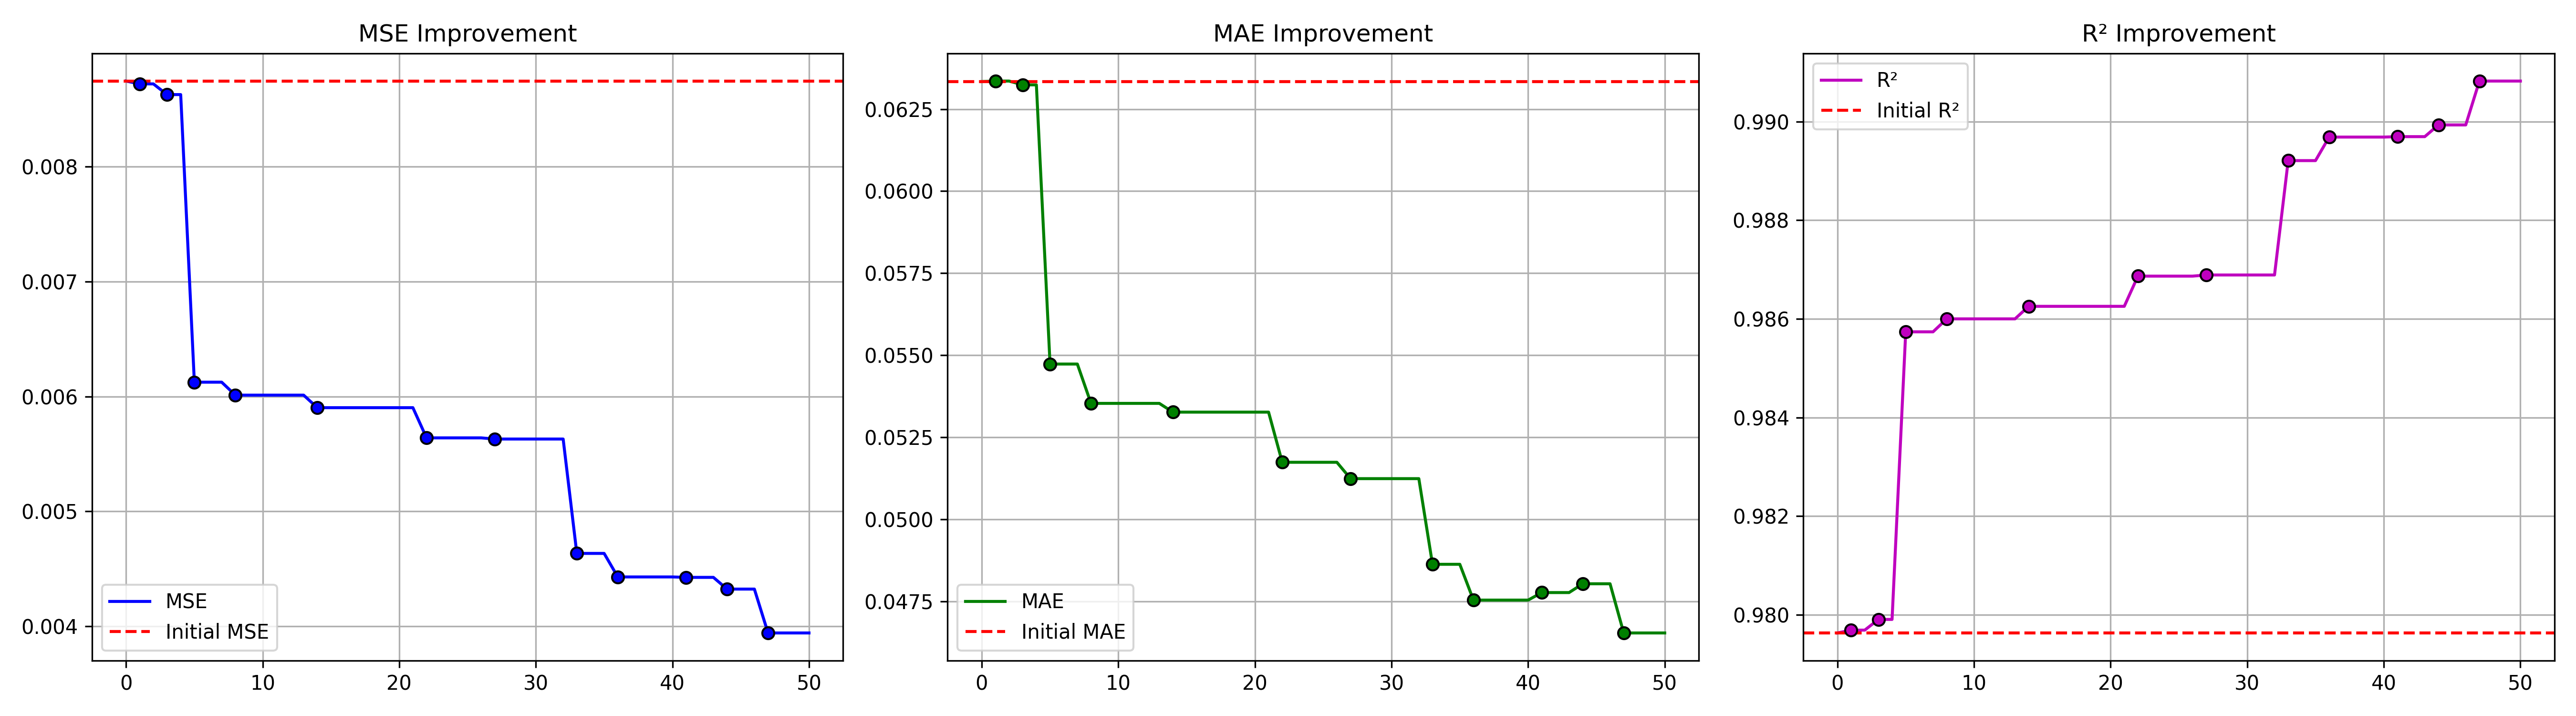 MSE Improvement
0.008
0.007
0.006
0.005
0.004
MSE
Initial MSE
0 10 20 30 40 50
MAE Improvement
0.0625
0.0600
0.0575
0.0550
0.0525
0.0500
0.0475
MAE
Initial MAE
0 10 20 30 40 50
R² Improvement
R²
Initial R²
0.990
0.988
0.986
0.984
0.982
0.980
0 10 20 30 40 50